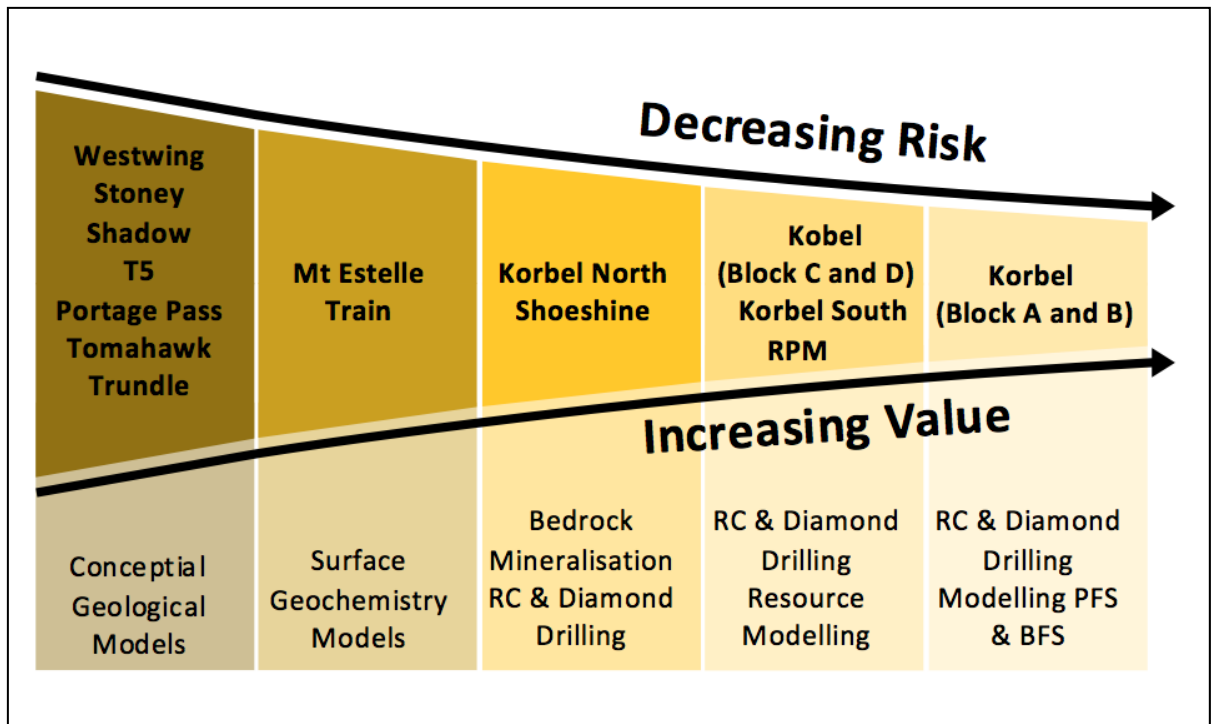 Decreasing Risk
Westwing
Stoney
Shadow
T5
Portage Pass
Tomahawk
Trundle
Mt Estelle
Train
Korbel North
Shoeshine
Kobel
(Block C and D)
Korbel South
RPM
Korbel
(Block A and B)
Increasing Value
Conceptial
Geological
Models
Surface
Geochemistry
Models
Bedrock
Mineralisation
RC & Diamond
Drilling
RC & Diamond
Drilling
Resource
Modelling
RC & Diamond
Drilling
Modelling PFS
& BFS